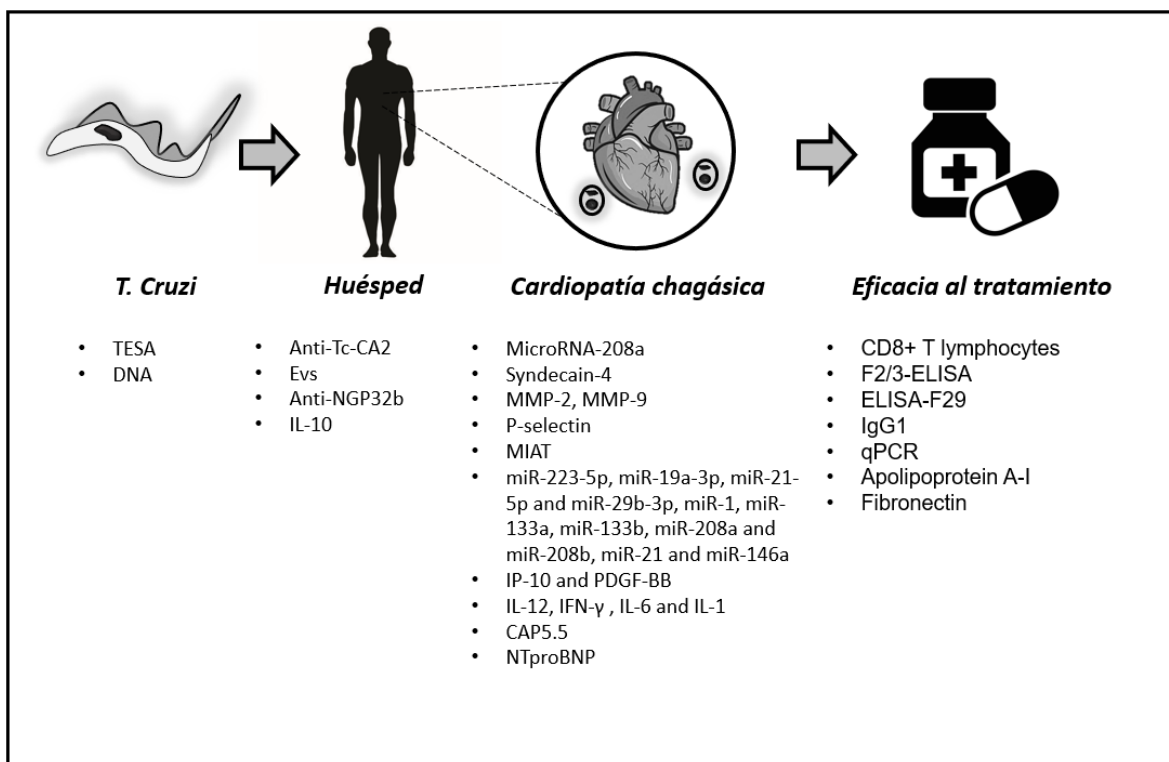 T. Cruzi
• TESA
• DNA
Huésped
• Anti-Tc-CA2
• Evs
• Anti-NGP32b
• IL-10
Cardiopatía chagásica
• MicroRNA-208a
• Syndecain-4
• MMP-2, MMP-9
• P-selectin
• MIAT
• miR-223-5p, miR-19a-3p, miR-21-
5p and miR-29b-3p, miR-1, miR-
133a, miR-133b, miR-208a and
miR-208b, miR-21 and miR-146a
• IP-10 and PDGF-BB
• IL-12, IFN-γ , IL-6 and IL-1
• CAP5.5
• NTproBNP
Eficacia al tratamiento
• CD8+ T lymphocytes
• F2/3-ELISA
• ELISA-F29
• IgG1
• qPCR
• Apolipoprotein A-I
• Fibronectin